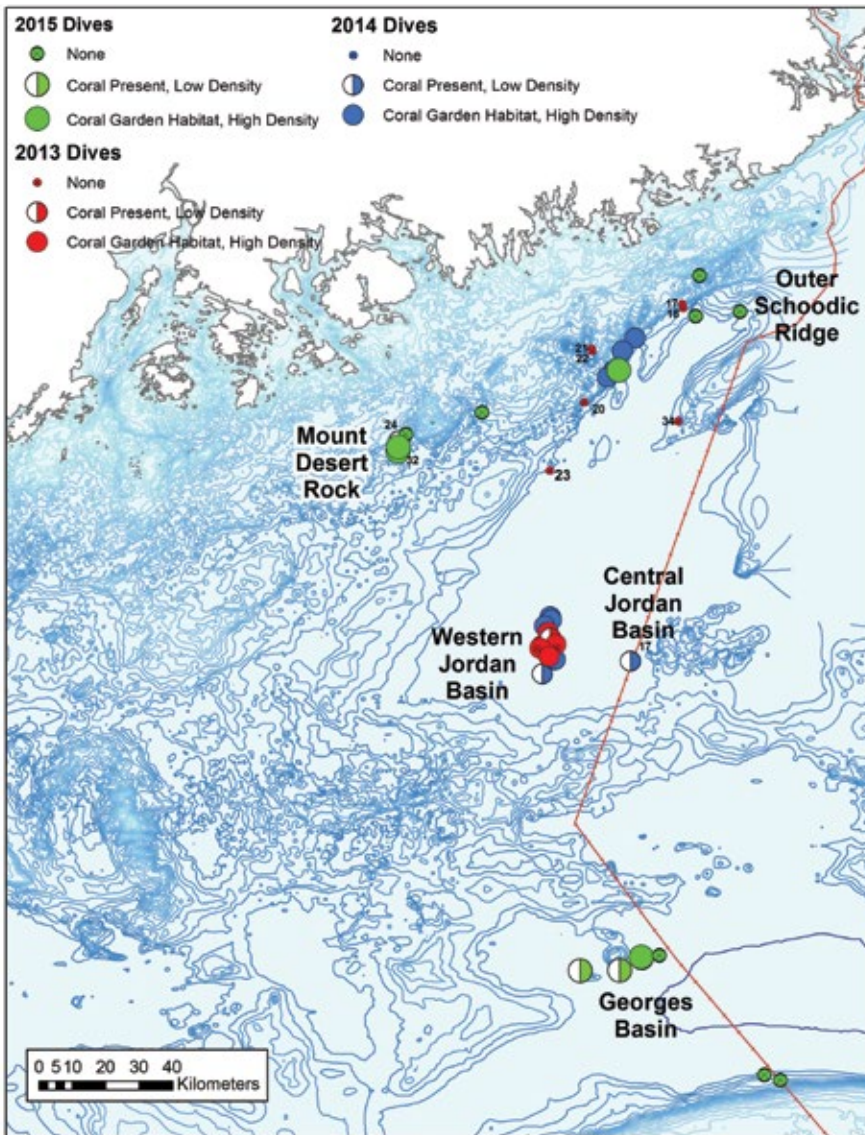 2015 Dives
None
Coral Present, Low Density
Coral Garden Habitat, High Density
2014 Dives
None
Coral Present, Low Density
Coral Garden Habitat, High Density
2013 Dives
None
Coral Present, Low Density
Coral Garden Habitat, High Density
Outer
Schoodic
Ridge
17
21
22
20
34
24
32
Mount
Desert
Rock
23
Central
Jordan
Basin
17
Western
Jordan
Basin
Georges
Basin
0 5 10 20 30 40
Kilometers